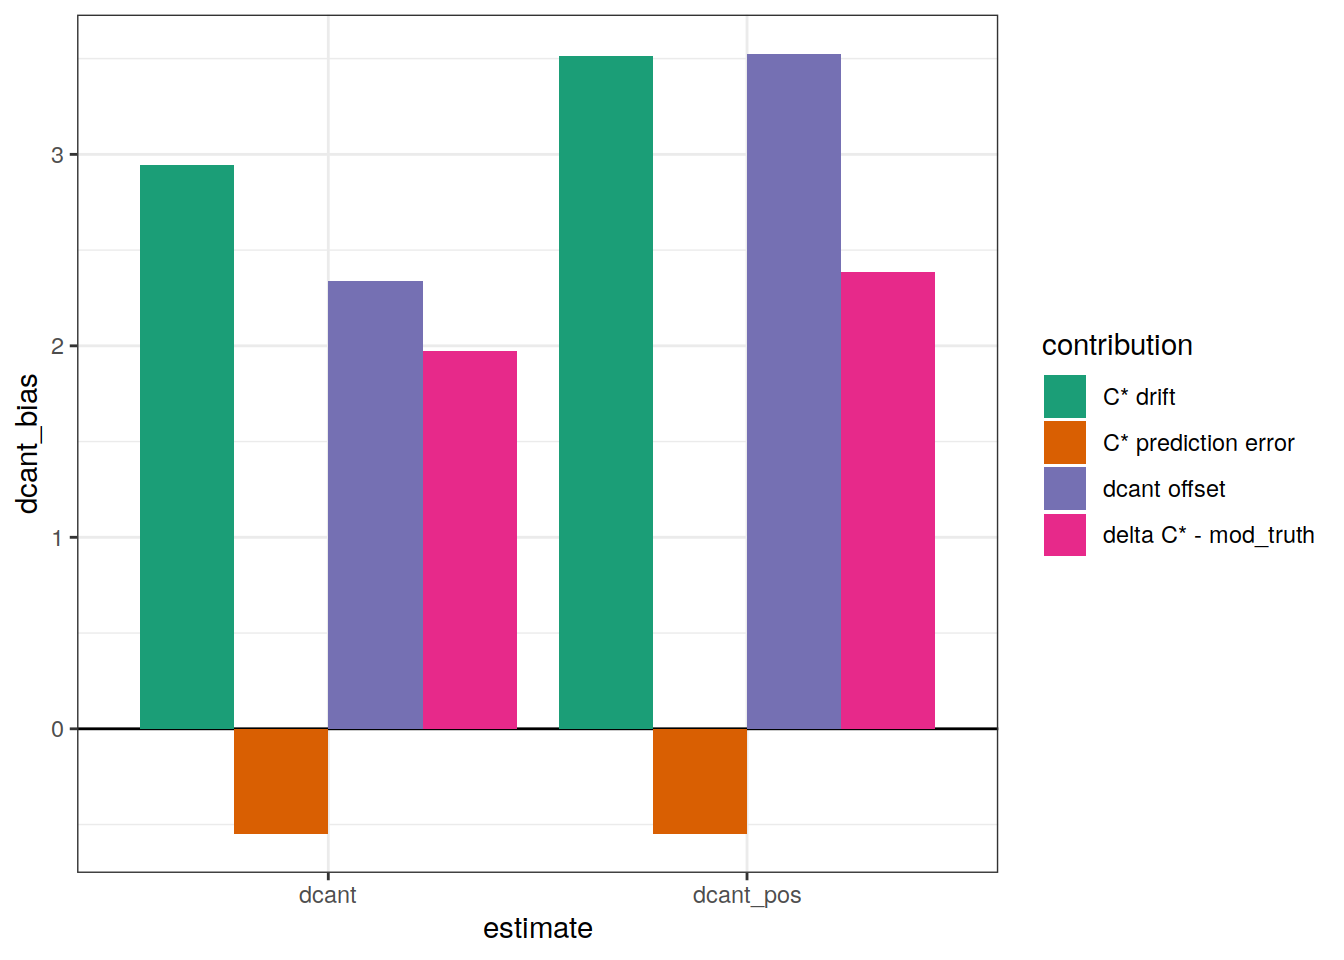 3
2
1
0
dcant_bias
dcant
dcant_pos
estimate
contribution
C* drift
C* prediction error
dcant offset
delta C* - mod_truth